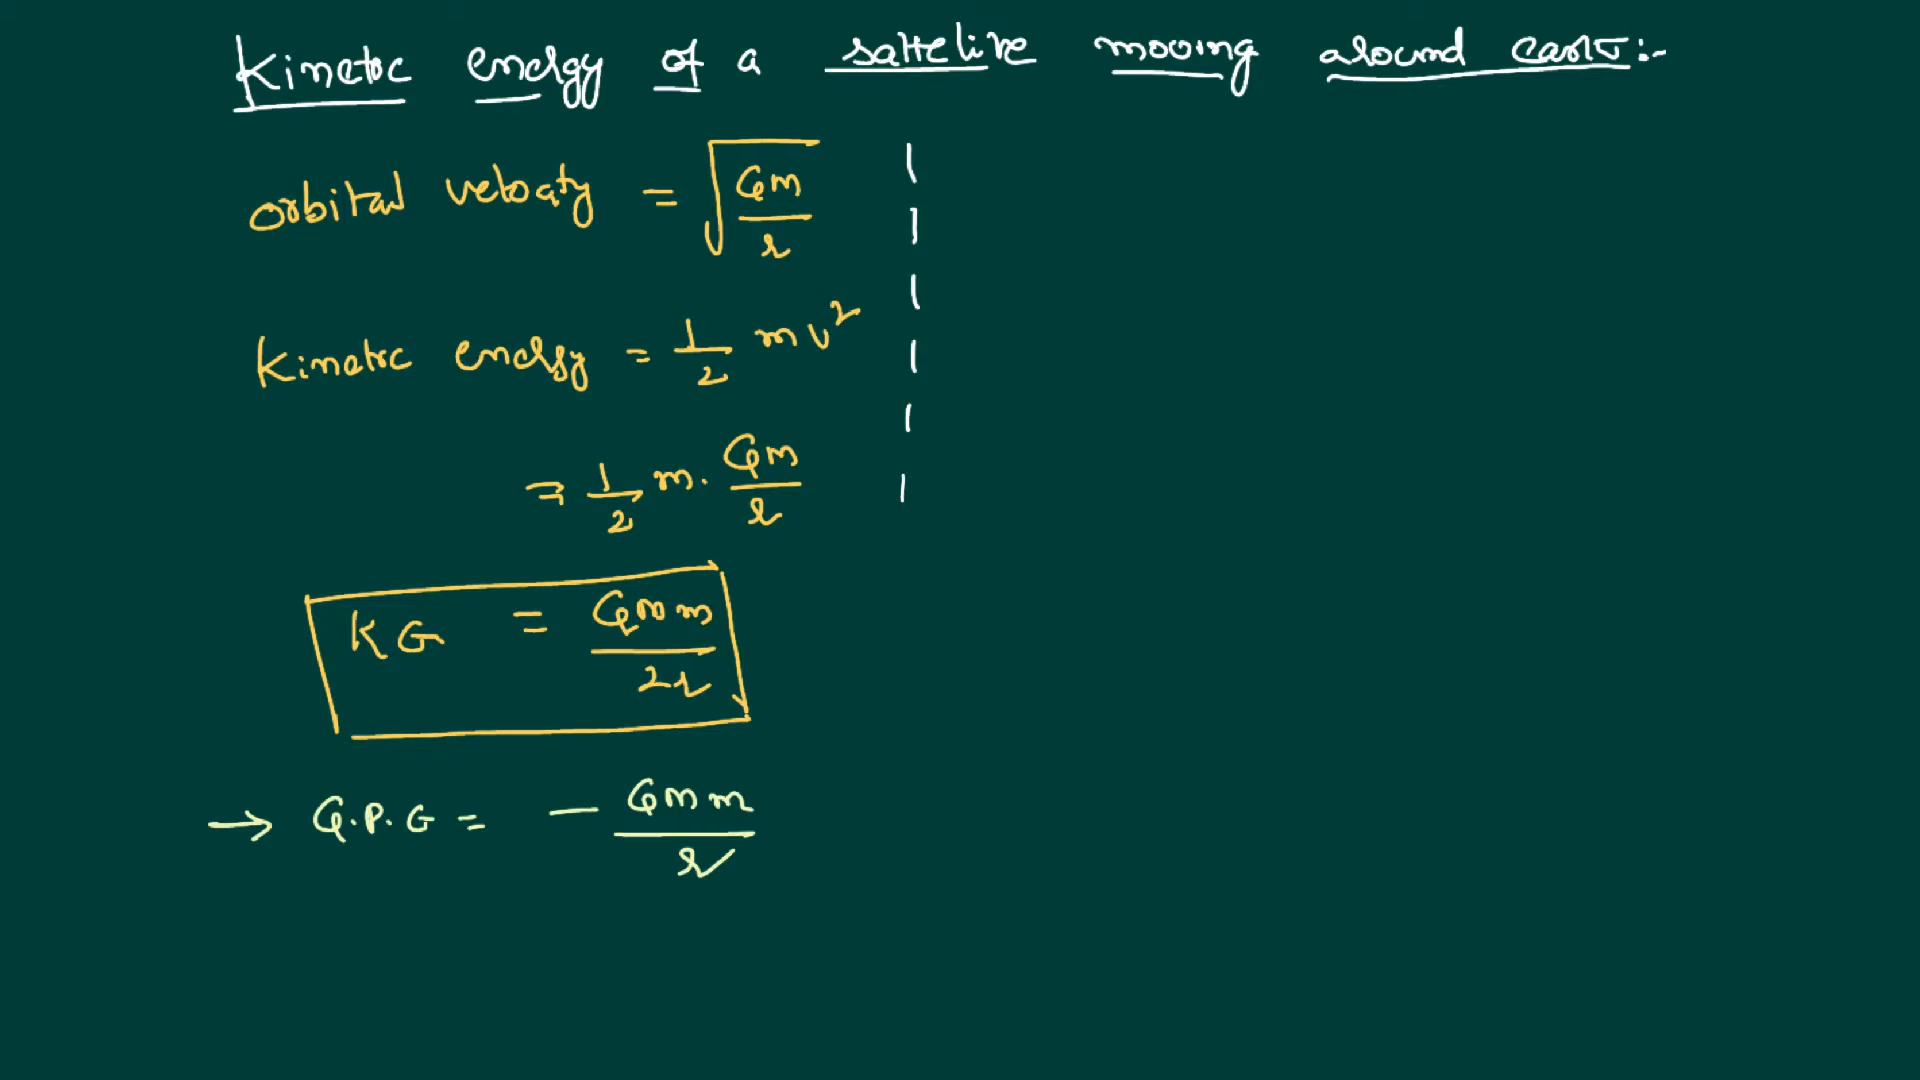 Kinetic energy of a sattelite moving around earth:-
orbital velocity = √(GM/r)
Kinetic energy = 1/2 mv²
= 1/2 m. GM/r
KE = GMm/2r
→ G.P.E = - GMm/r